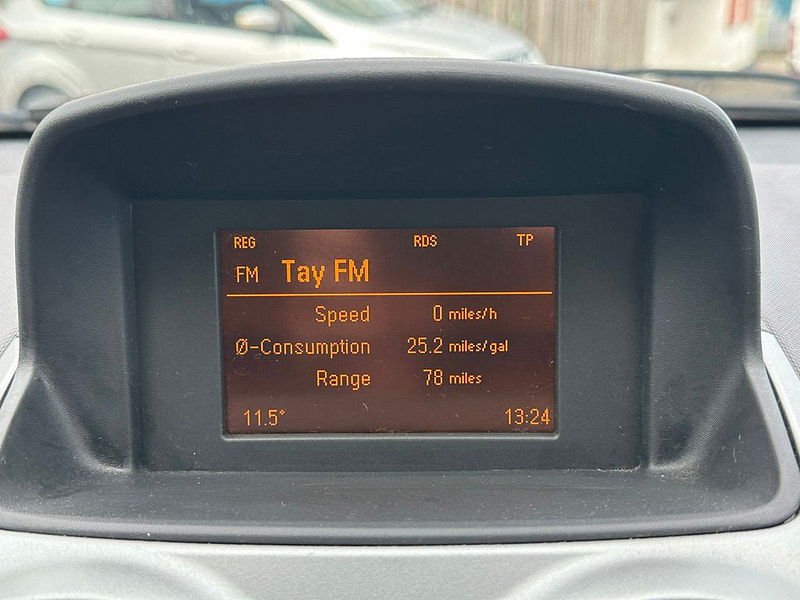 REG RDS TP
FM Tay FM
Speed 0 miles/h
Ø-Consumption 25.2 miles/gal
Range 78 miles
11.5° 13:24